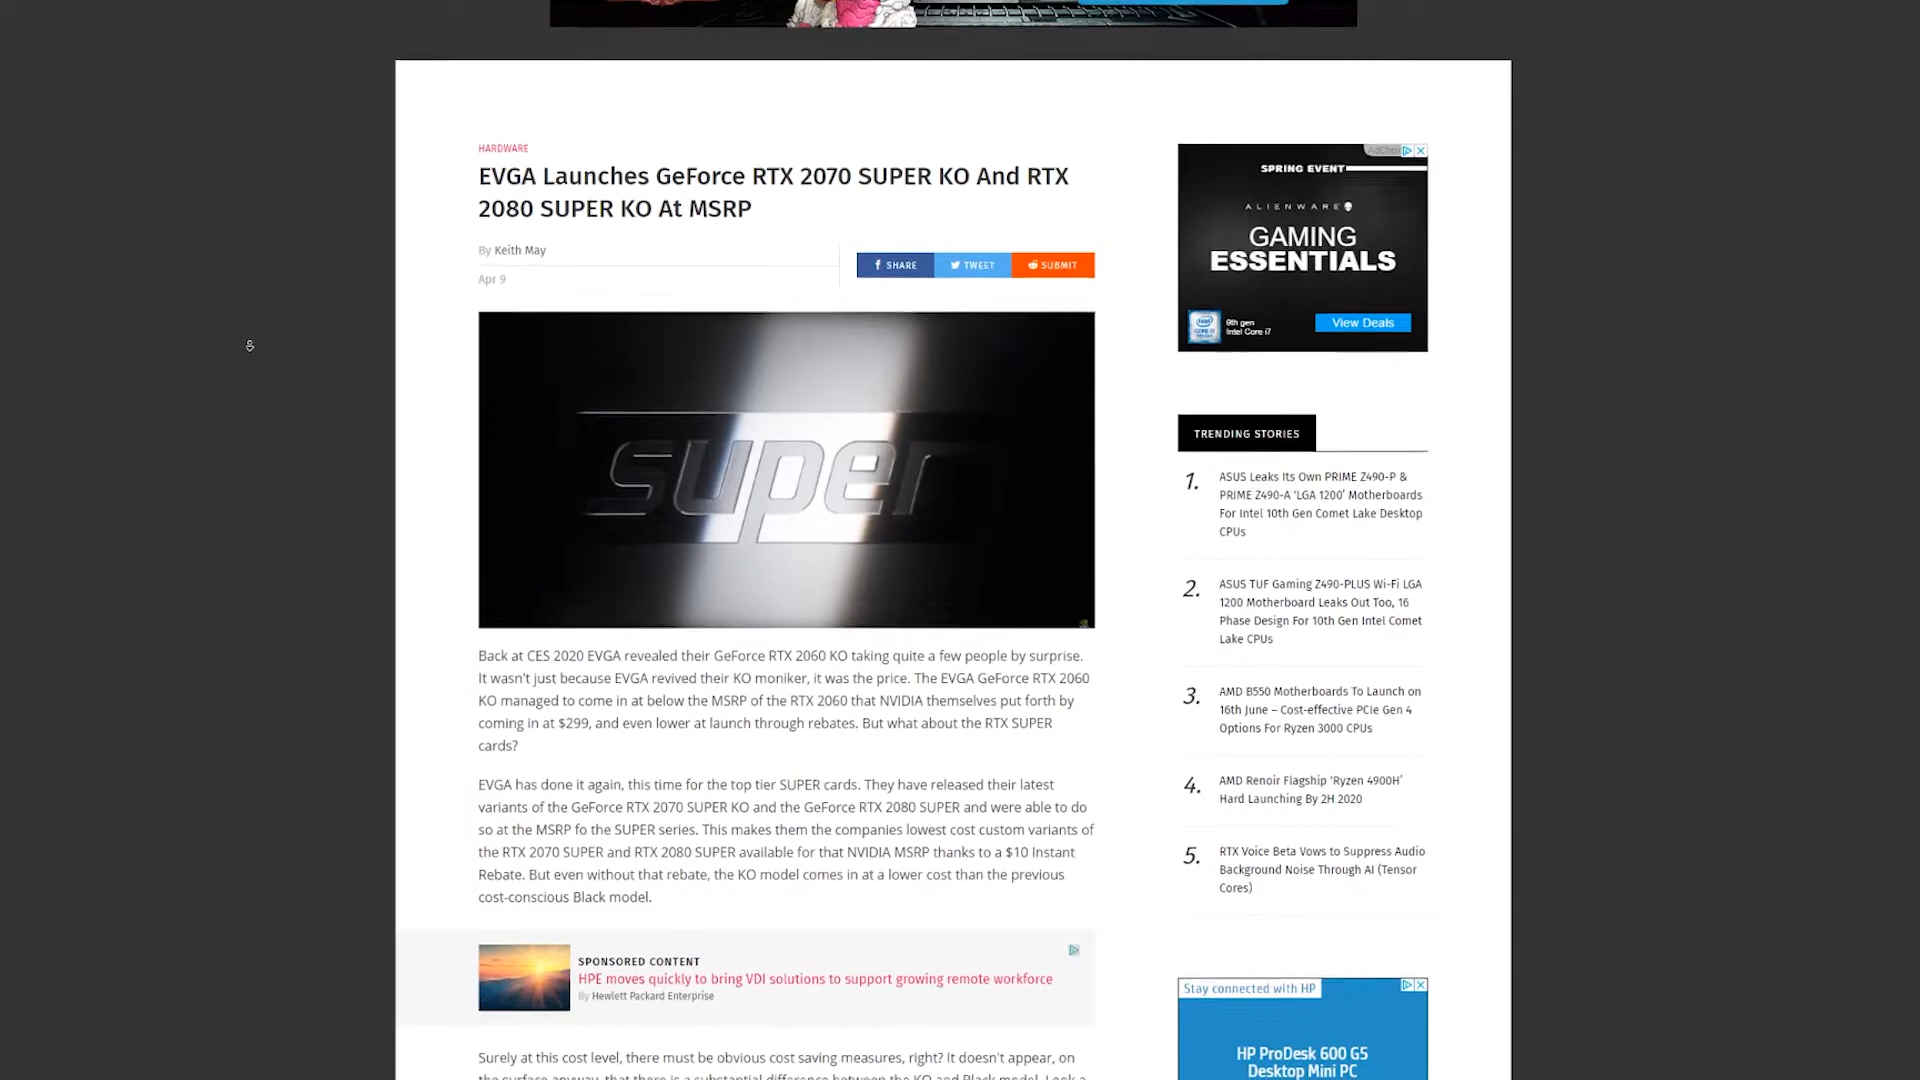 HARDWARE
EVGA Launches GeForce RTX 2070 SUPER KO And RTX
2080 SUPER KO At MSRP
By Keith May
Apr 9
SHARE
TWEET
SUBMIT
super
Back at CES 2020 EVGA revealed their GeForce RTX 2060 KO taking quite a few people by surprise.
It wasn't just because EVGA revived their KO moniker, it was the price. The EVGA GeForce RTX 2060
KO managed to come in at below the MSRP of the RTX 2060 that NVIDIA themselves put forth by
coming in at $299, and even lower at launch through rebates. But what about the RTX SUPER
cards?
EVGA has done it again, this time for the top tier SUPER cards. They have released their latest
variants of the GeForce RTX 2070 SUPER KO and the GeForce RTX 2080 SUPER and were able to do
so at the MSRP fo the SUPER series. This makes them the companies lowest cost custom variants of
the RTX 2070 SUPER and RTX 2080 SUPER available for that NVIDIA MSRP thanks to a $10 Instant
Rebate. But even without that rebate, the KO model comes in at a lower cost than the previous
cost-conscious Black model.
SPONSORED CONTENT
HPE moves quickly to bring VDI solutions to support growing remote workforce
By Hewlett Packard Enterprise
Surely at this cost level, there must be obvious cost saving measures, right? It doesn't appear, on
the surface anyway, that there is a substantial difference between the KO and Black model. Look a
AdChoi
SPRING EVENT
ALIENWARE
GAMING
ESSENTIALS
9th gen
Intel Core i7
View Deals
TRENDING STORIES
1. ASUS Leaks Its Own PRIME Z490-P &
PRIME Z490-A ‘LGA 1200’ Motherboards
For Intel 10th Gen Comet Lake Desktop
CPUs
2. ASUS TUF Gaming Z490-PLUS Wi-Fi LGA
1200 Motherboard Leaks Out Too, 16
Phase Design For 10th Gen Intel Comet
Lake CPUs
3. AMD B550 Motherboards To Launch on
16th June – Cost-effective PCIe Gen 4
Options For Ryzen 3000 CPUs
4. AMD Renoir Flagship ‘Ryzen 4900H’
Hard Launching By 2H 2020
5. RTX Voice Beta Vows to Suppress Audio
Background Noise Through AI (Tensor
Cores)
Stay connected with HP
HP ProDesk 600 G5
Desktop Mini PC